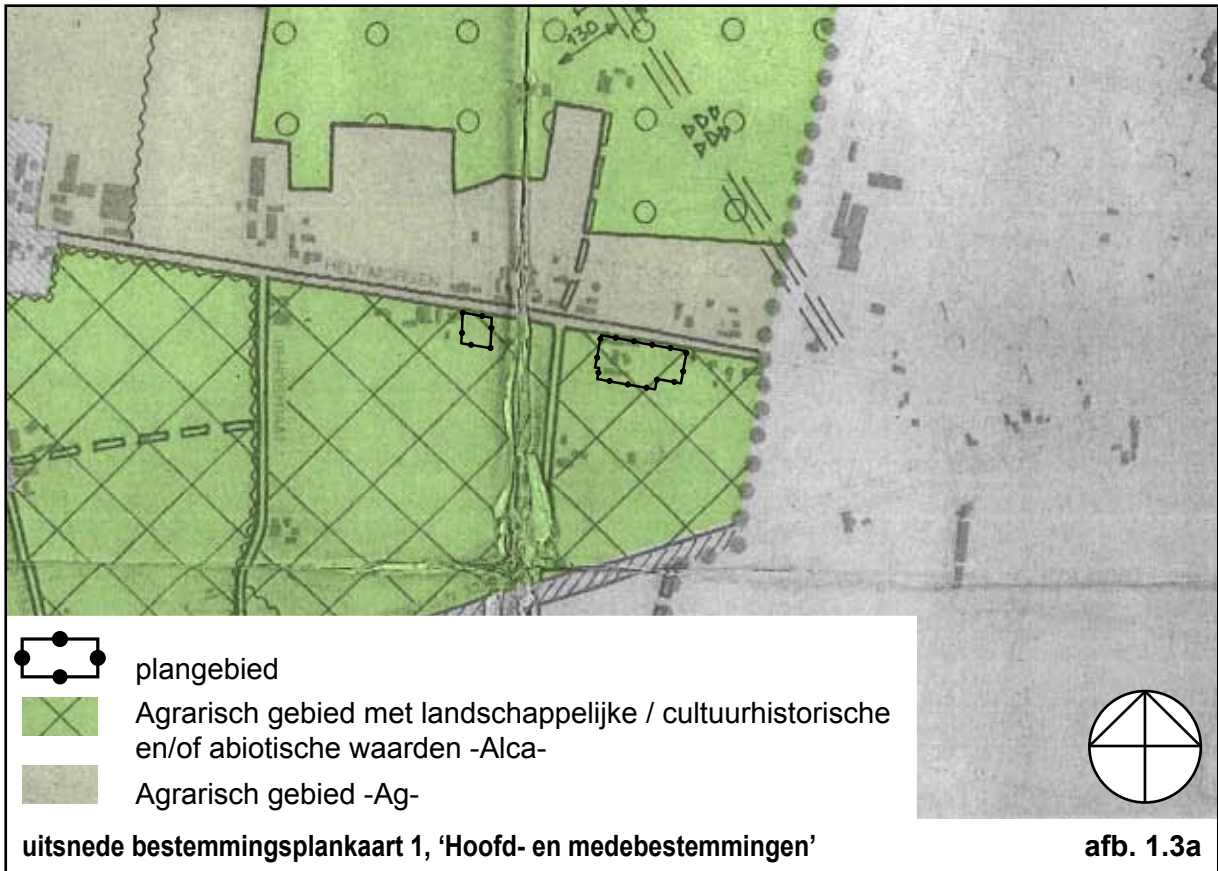 130
plangebied
Agrarisch gebied met landschappelijke / cultuurhistorische
en/of abiotische waarden -Alca-
Agrarisch gebied -Ag-
uitsnede bestemmingsplankaart 1, ‘Hoofd- en medebestemmingen’
afb. 1.3a